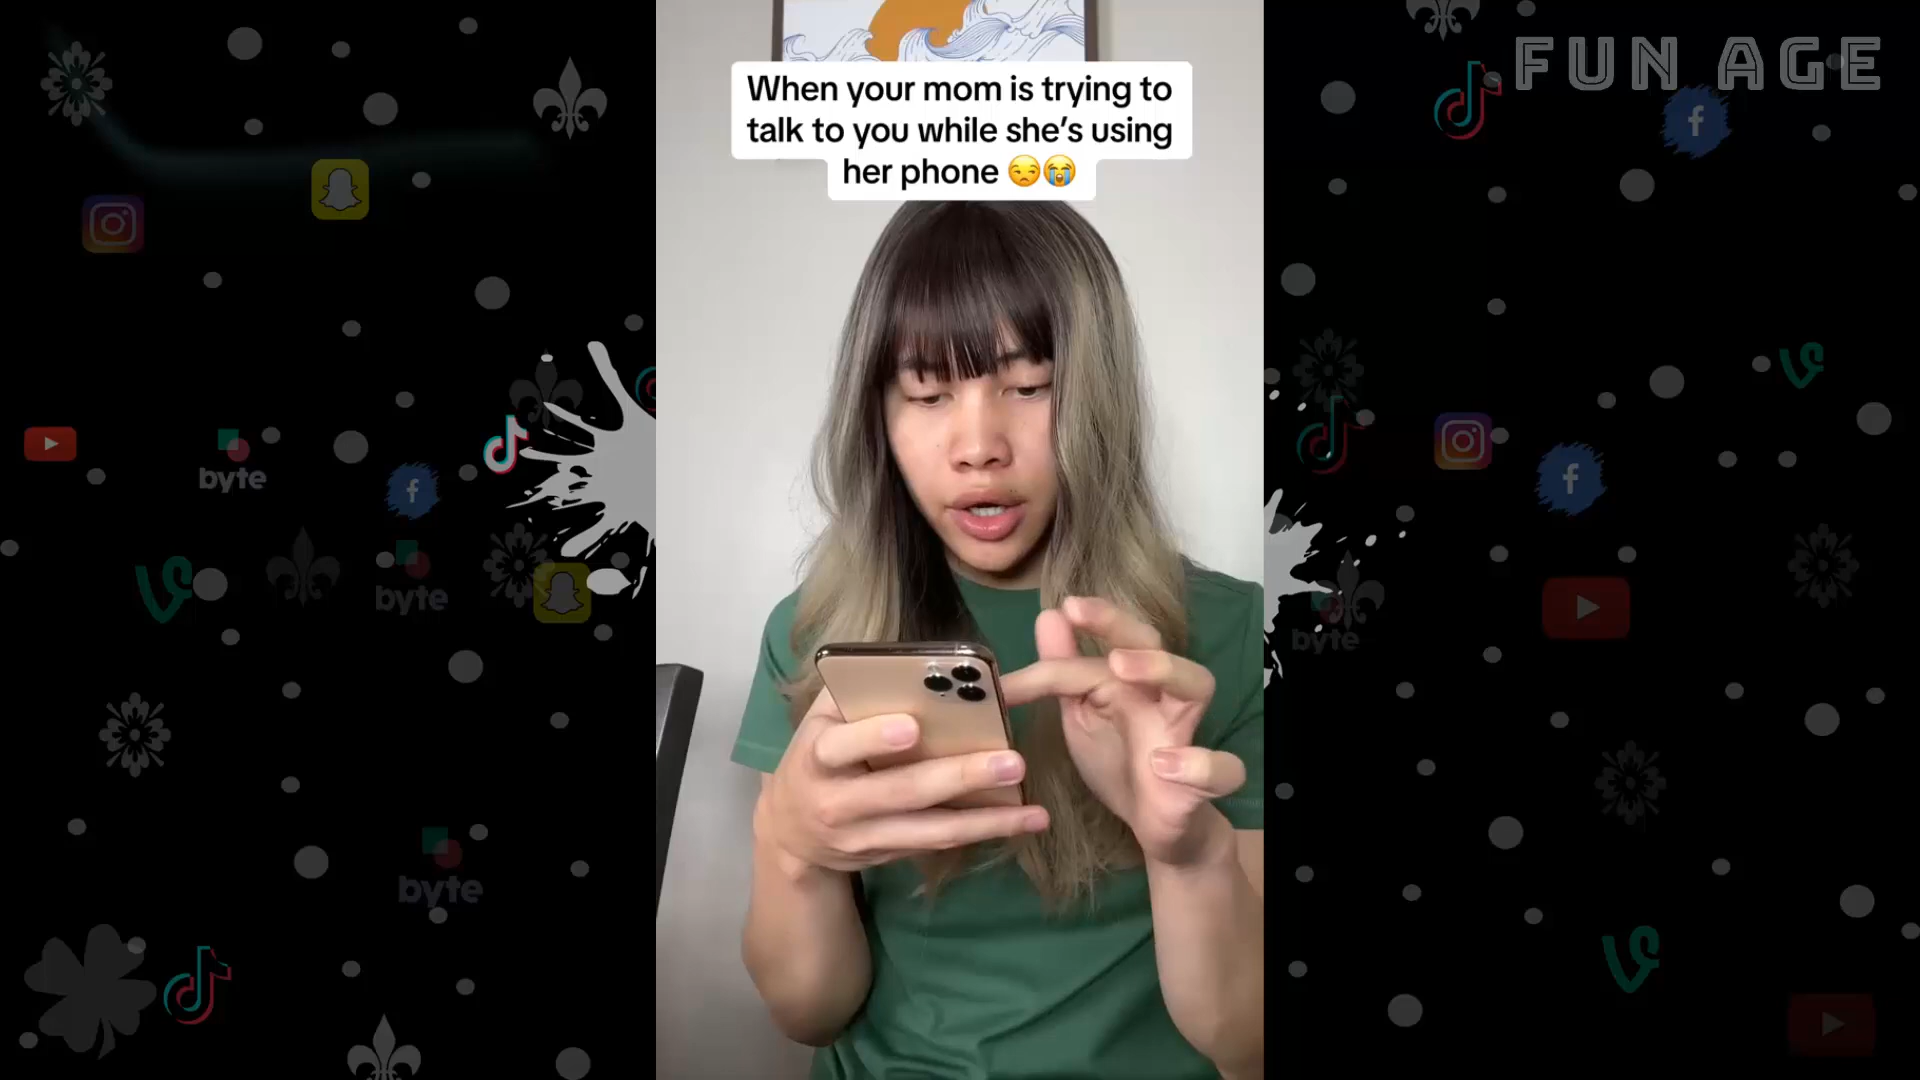 FUN AGE
When your mom is trying to
talk to you while she's using
her phone 😒😭
byte
byte
byte
byte